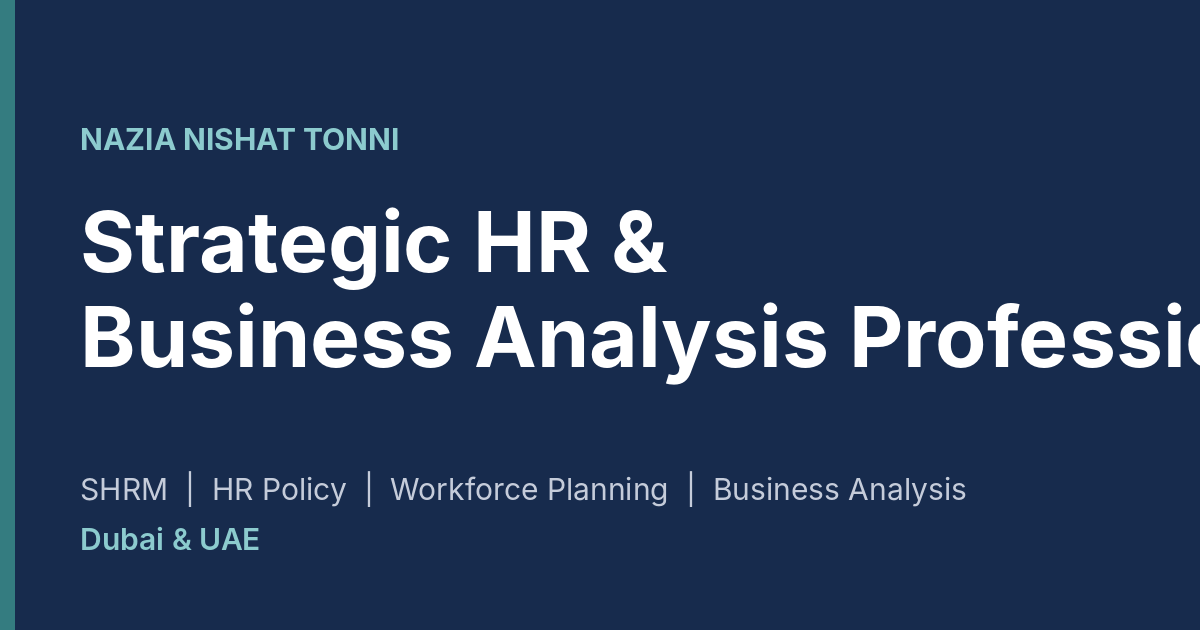 NAZIA NISHAT TONNI
Strategic HR &
Business Analysis Professi
SHRM | HR Policy | Workforce Planning | Business Analysis
Dubai & UAE